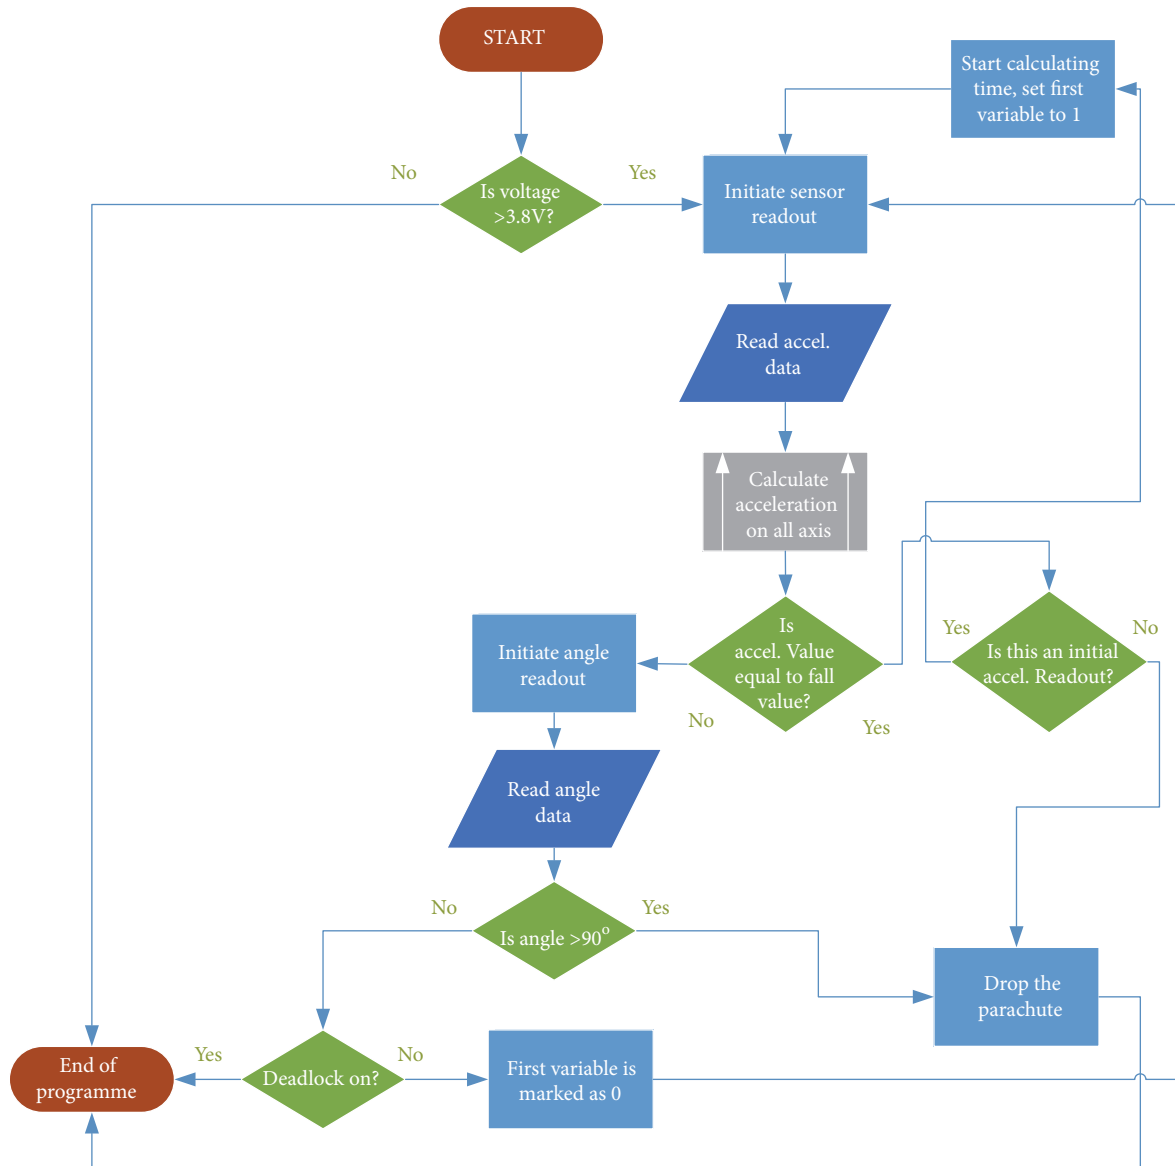 START
Start calculating
time, set first
variable to 1
No
Is voltage
>3.8V?
Yes
Initiate sensor
readout
Read accel.
data
Calculate
acceleration
on all axis
Is
accel. Value
equal to fall
value?
No
Yes
Yes
Is this an initial
accel. Readout?
No
Initiate angle
readout
Read angle
data
No
Is angle >90°
Yes
Drop the
parachute
End of
programme
Yes
Deadlock on?
No
First variable is
marked as 0